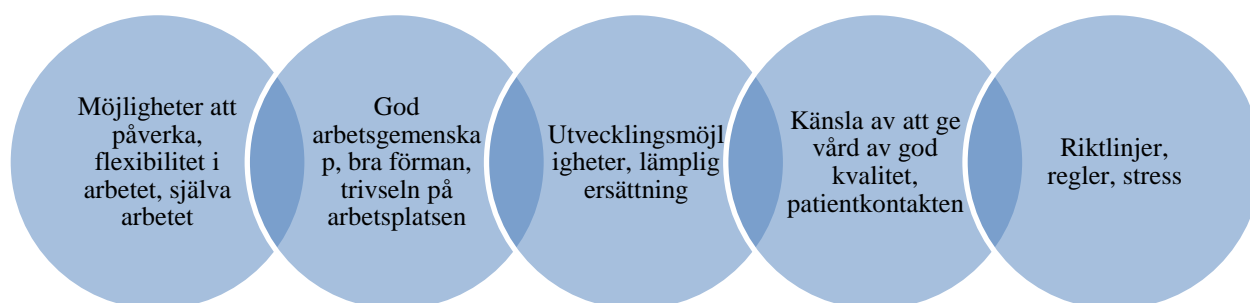 Möjligheter att
påverka,
flexibilitet i
arbetet, själva
arbetet
God
arbetsgemenska
p, bra förman,
trivseln på
arbetsplatsen
Utvecklingsmöjl
igheter, lämplig
ersättning
Känsla av att ge
vård av god
kvalitet,
patientkontakten
Riktlinjer,
regler, stress